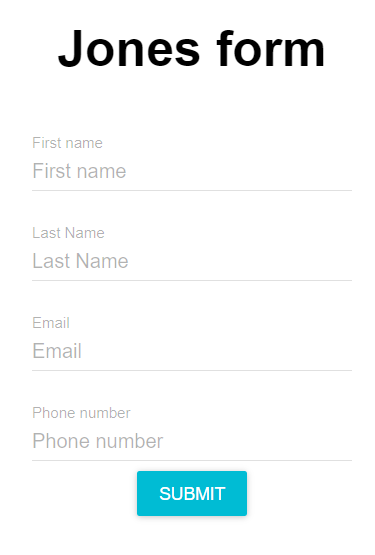 Jones form
First name
First name
Last Name
Last Name
Email
Email
Phone number
Phone number
SUBMIT